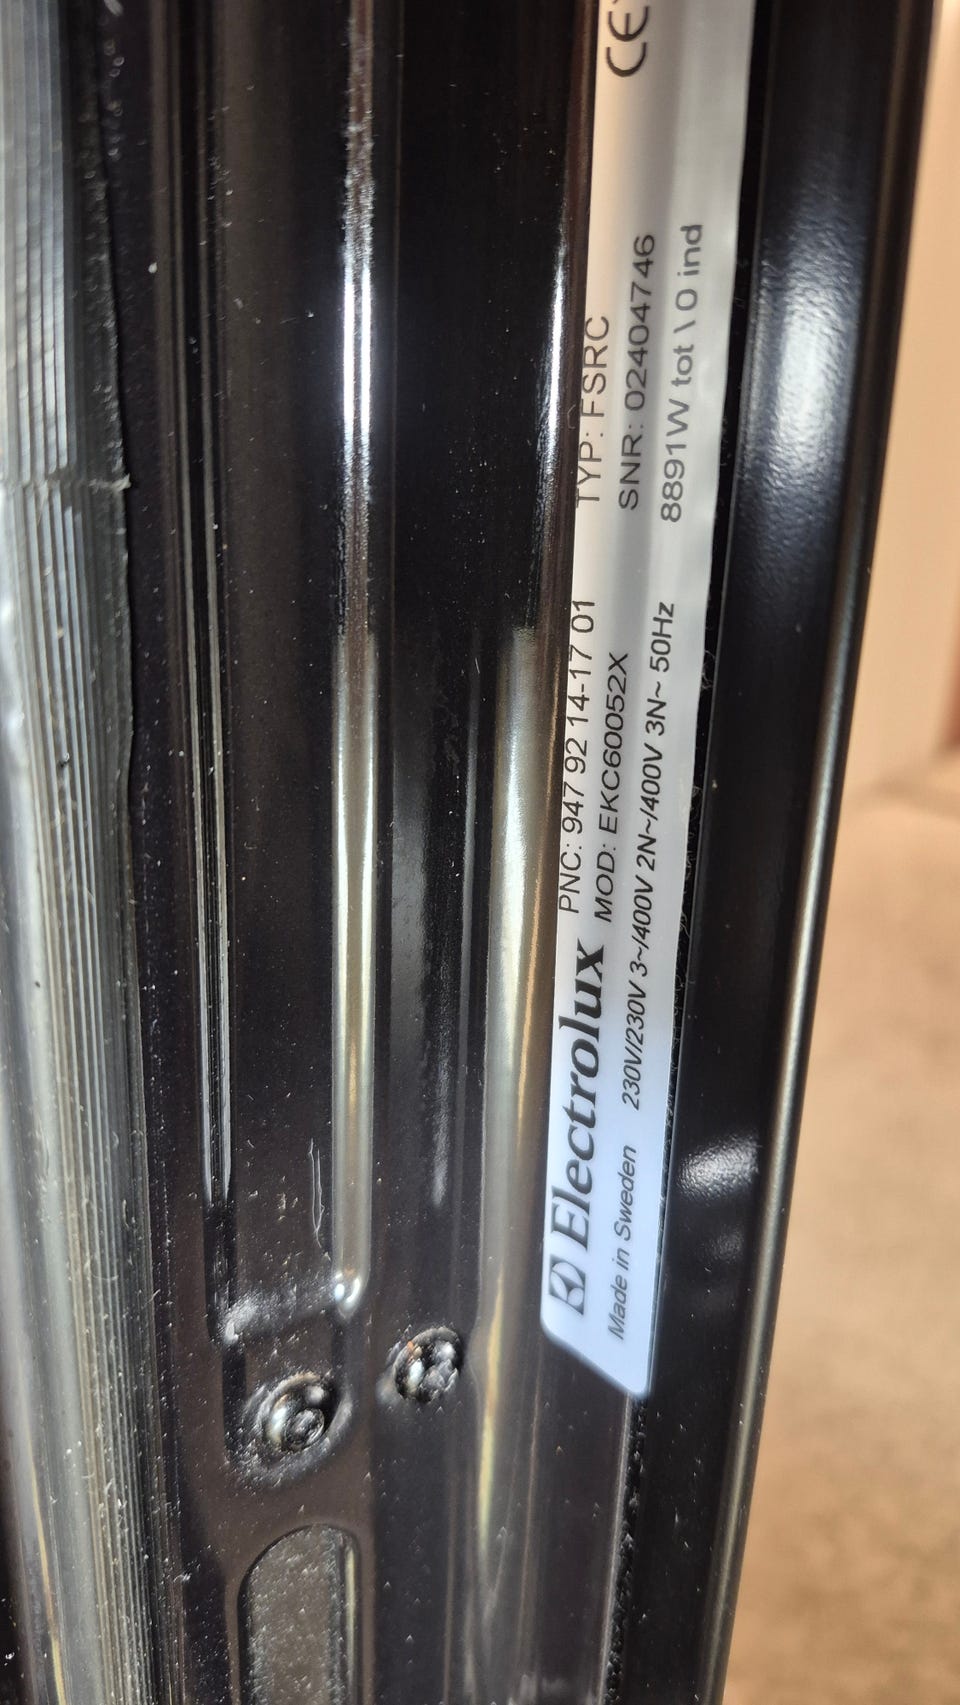 PNC: 947 92 14-17 01 TYP: FSRC
Electrolux MOD: EKC60052X SNR: 02404746 CE
Made in Sweden 230V/230V 3~/400V 2N~/400V 3N~ 50Hz 8891W tot \ 0 ind